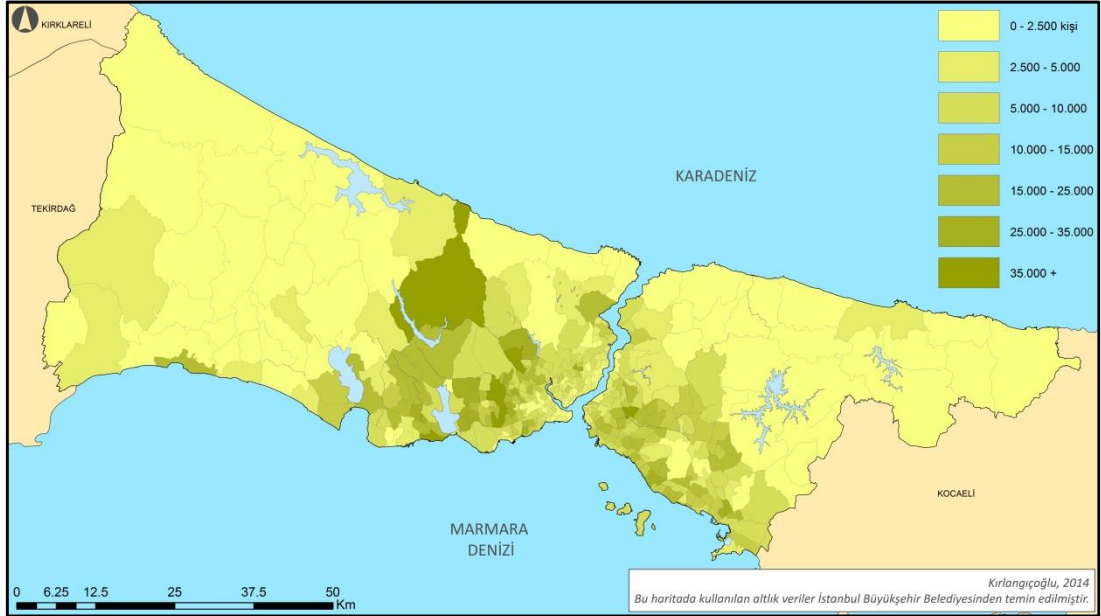 KIRKLARELİ
0 - 2.500 kişi
2.500 - 5.000
5.000 - 10.000
10.000 - 15.000
15.000 - 25.000
25.000 - 35.000
35.000 +
KARADENİZ
TEKİRDAĞ
KOCAELİ
MARMARA
DENİZİ
0 6.25 12.5 25 37.5 50
Km
Kırlangıçoğlu, 2014
Bu haritada kullanılan altlık veriler İstanbul Büyükşehir Belediyesinden temin edilmiştir.